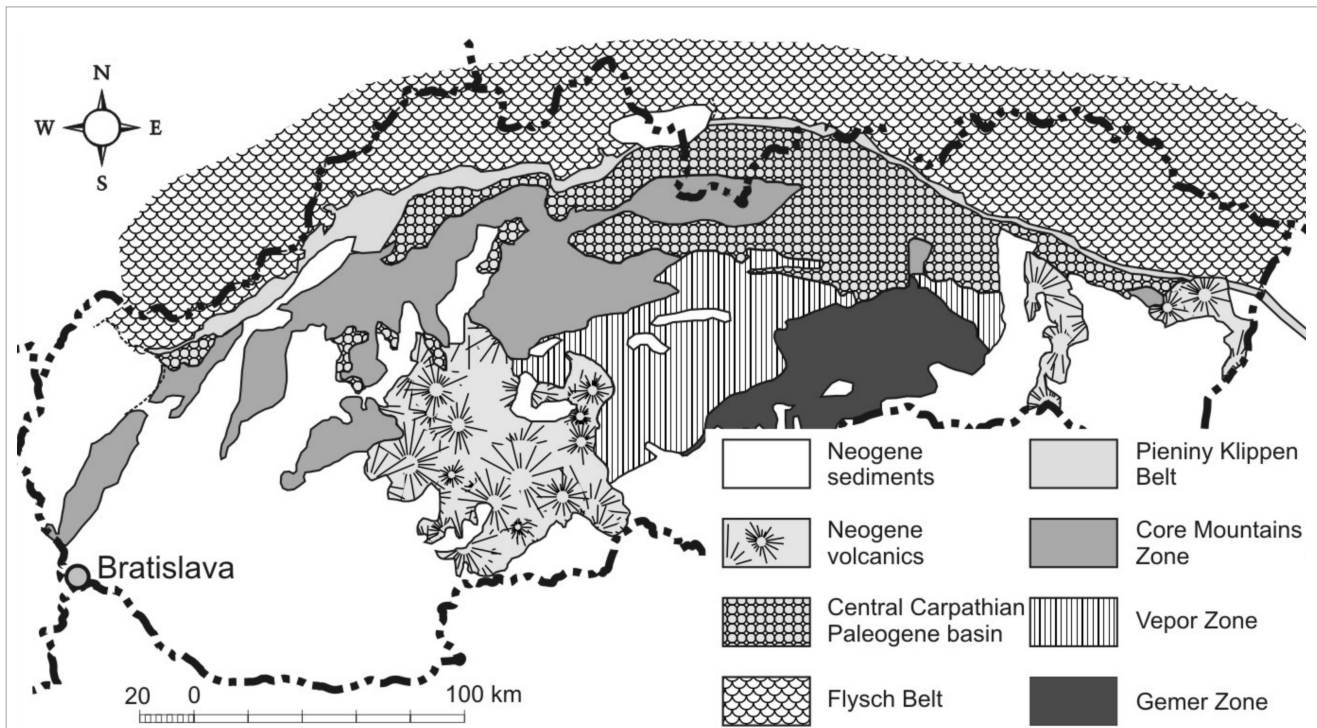 N
W E
S
Bratislava
20 0 100 km
Neogene
sediments
Neogene
volcanics
Central Carpathian
Paleogene basin
Flysch Belt
Pieniny Klippen
Belt
Core Mountains
Zone
Vepor Zone
Gemer Zone